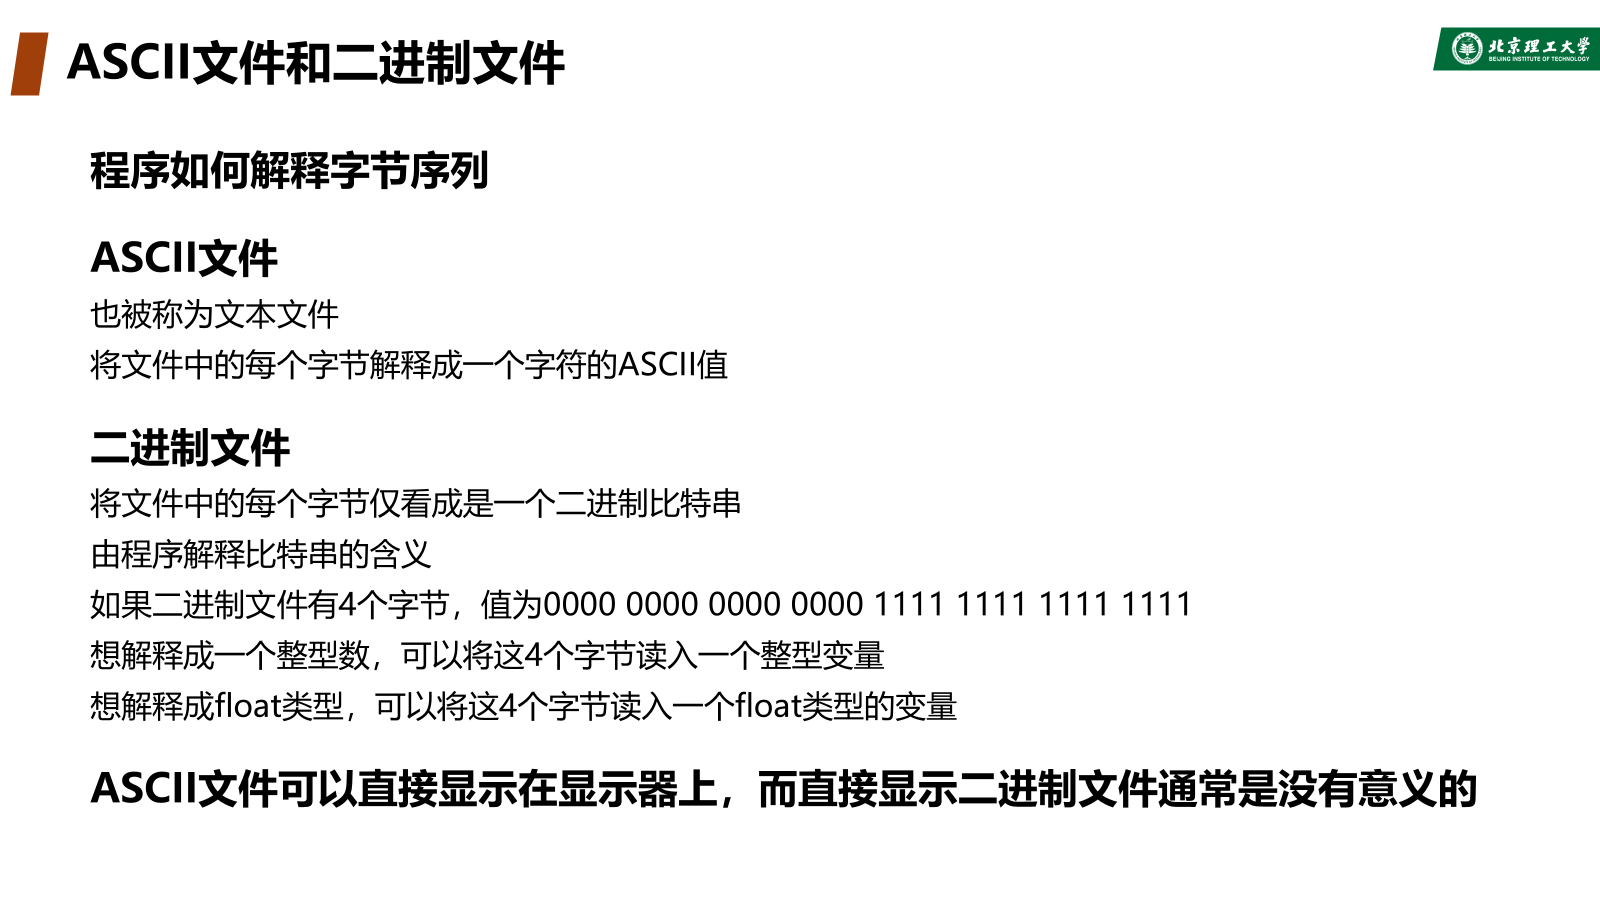 ASCII文件和二进制文件
北京理工大学
BEIJING INSTITUTE OF TECHNOLOGY
程序如何解释字节序列
ASCII文件
也被称为文本文件
将文件中的每个字节解释成一个字符的ASCII值
二进制文件
将文件中的每个字节仅看成是一个二进制比特串
由程序解释比特串的含义
如果二进制文件有4个字节，值为0000 0000 0000 0000 1111 1111 1111 1111
想解释成一个整型数，可以将这4个字节读入一个整型变量
想解释成float类型，可以将这4个字节读入一个float类型的变量
ASCII文件可以直接显示在显示器上，而直接显示二进制文件通常是没有意义的